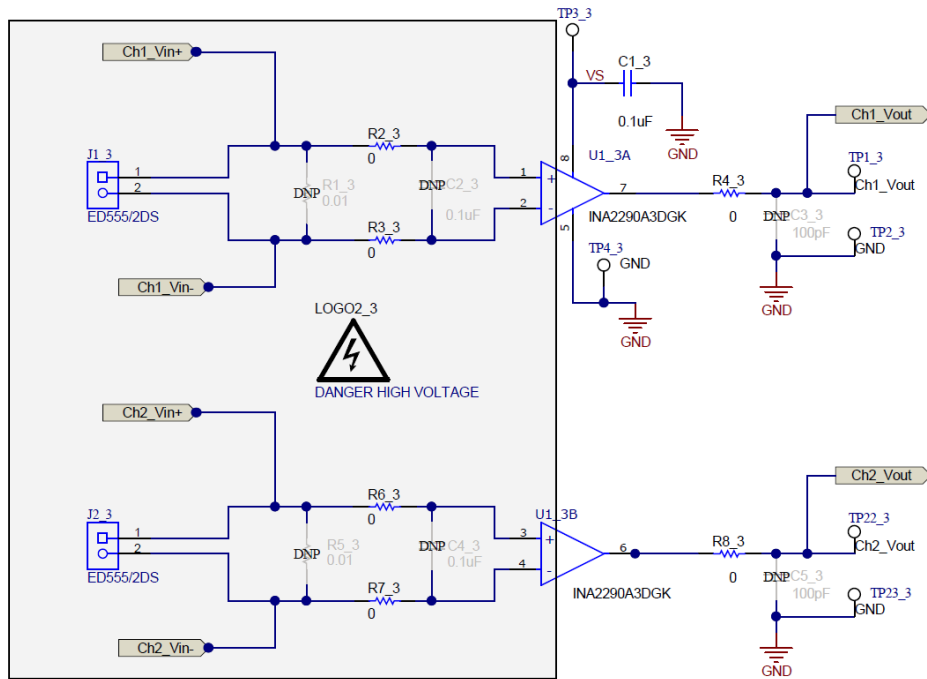 TP3_3
Ch1_Vin+
C1_3
VS
0.1uF
GND
Ch1_Vout
R2_3
0
J1_3
1
2
ED555/2DS
DNP
R1_3
0.01
DNP
C2_3
0.1uF
R3_3
0
1
+
2
-
8
5
U1_3A
7
INA2290A3DGK
R4_3
0
TP1_3
Ch1_Vout
DNP
C3_3
100pF
TP2_3
GND
GND
TP4_3
GND
GND
Ch1_Vin-
LOGO2_3
DANGER HIGH VOLTAGE
Ch2_Vin+
Ch2_Vout
R6_3
0
J2_3
1
2
ED555/2DS
DNP
R5_3
0.01
DNP
C4_3
0.1uF
R7_3
0
U1_3B
3
+
4
-
6
INA2290A3DGK
R8_3
0
TP22_3
Ch2_Vout
DNP
C5_3
100pF
TP23_3
GND
GND
Ch2_Vin-